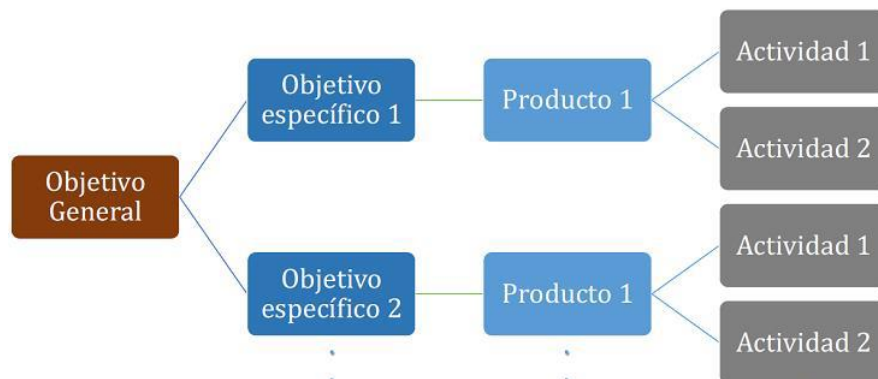 Objetivo
General
Objetivo
específico 1
Producto 1
Actividad 1
Actividad 2
Objetivo
específico 2
Producto 1
Actividad 1
Actividad 2